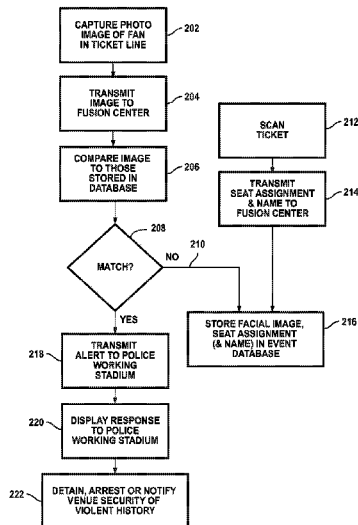 CAPTURE PHOTO
IMAGE OF FAN
IN TICKET LINE
202
TRANSMIT
IMAGE TO
FUSION CENTER
204
COMPARE IMAGE
TO THOSE
STORED IN
DATABASE
206
208
MATCH?
NO
210
YES
SCAN
TICKET
212
TRANSMIT
SEAT ASSIGNMENT
& NAME TO
FUSION CENTER
214
STORE FACIAL IMAGE,
SEAT ASSIGNMENT
(& NAME) IN EVENT
DATABASE
216
TRANSMIT
ALERT TO POLICE
WORKING
STADIUM
218
DISPLAY RESPONSE
TO POLICE
WORKING STADIUM
220
DETAIN, ARREST OR NOTIFY
VENUE SECURITY OF
VIOLENT HISTORY
222